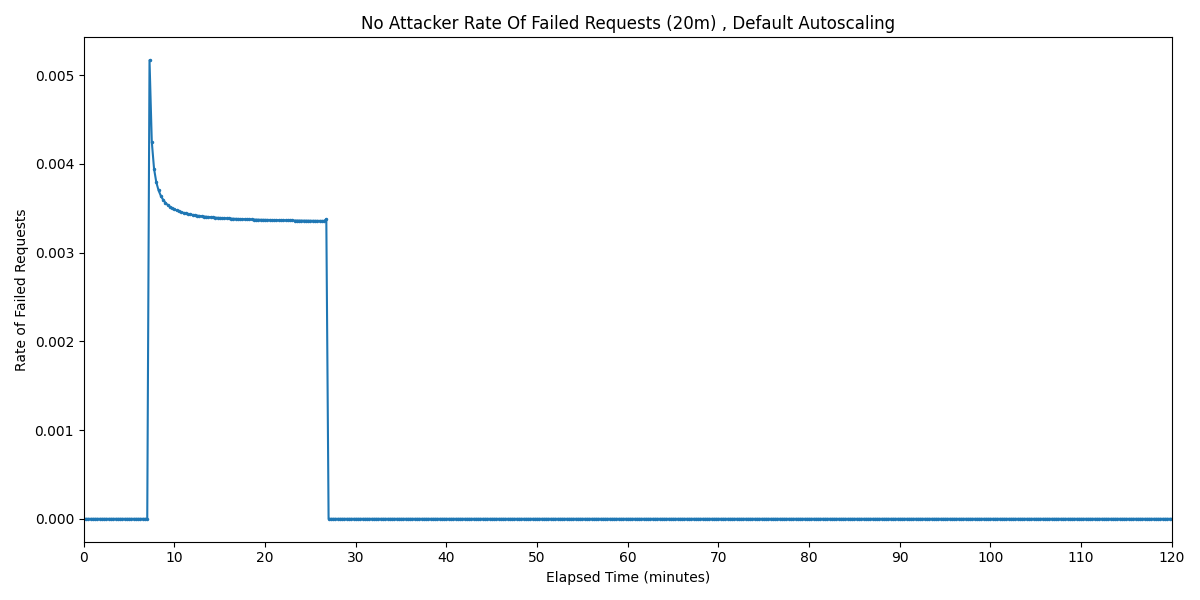 No Attacker Rate Of Failed Requests (20m) , Default Autoscaling
Rate of Failed Requests
0.005
0.004
0.003
0.002
0.001
0.000
0 10 20 30 40 50 60 70 80 90 100 110 120
Elapsed Time (minutes)